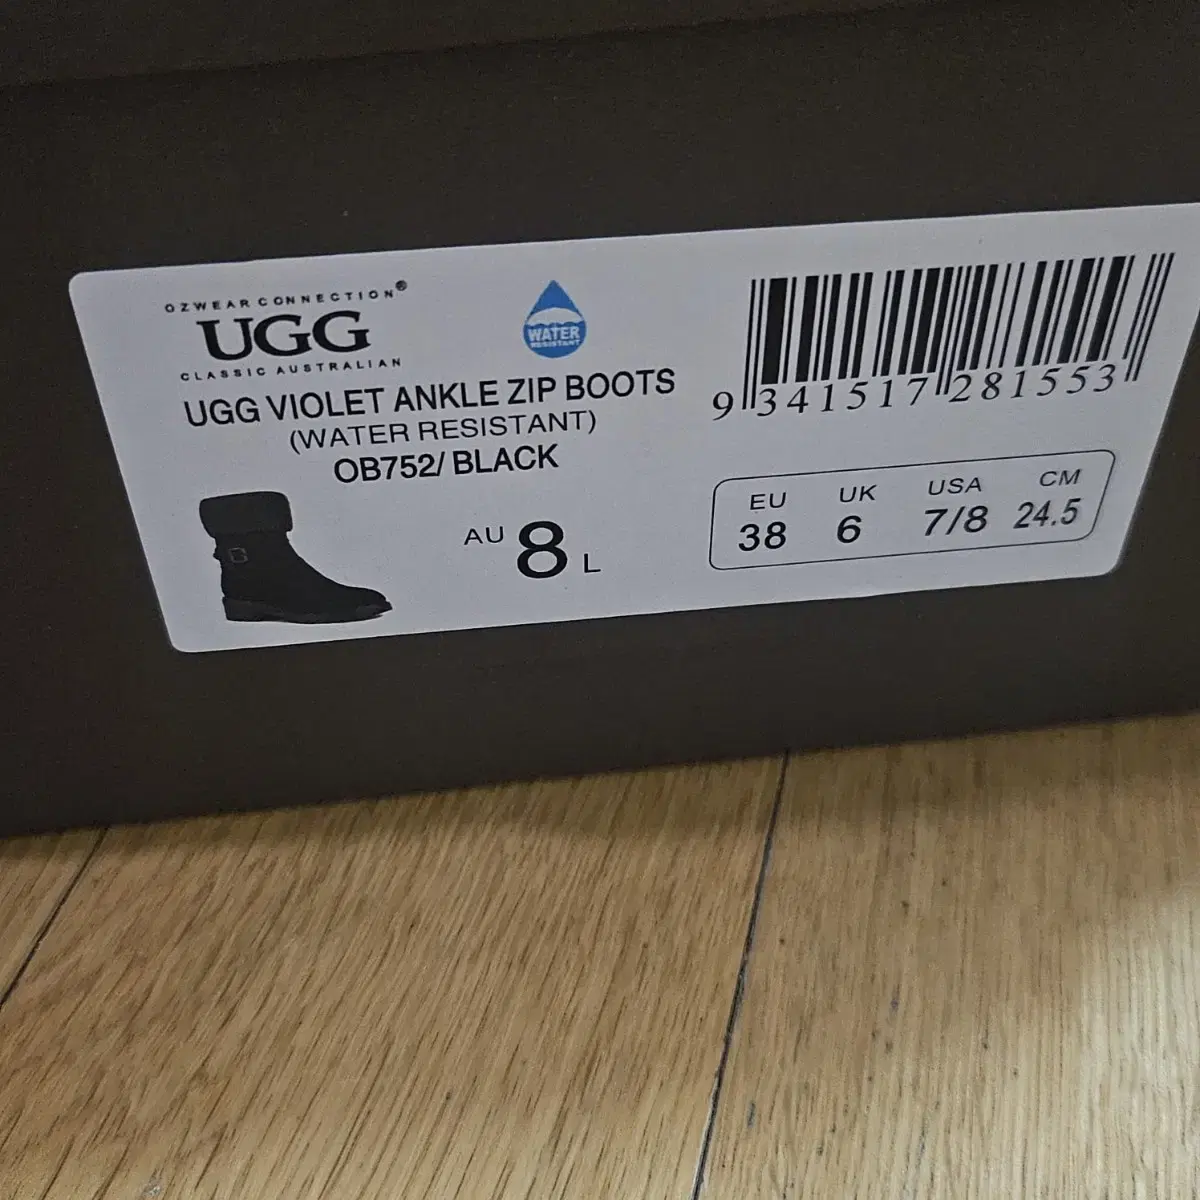 OZWEAR CONNECTION®
UGG
CLASSIC AUSTRALIAN
WATER
RESISTANT
UGG VIOLET ANKLE ZIP BOOTS
(WATER RESISTANT)
OB752/ BLACK
AU 8 L
9 341517 281553
EU UK USA CM
38 6 7/8 24.5